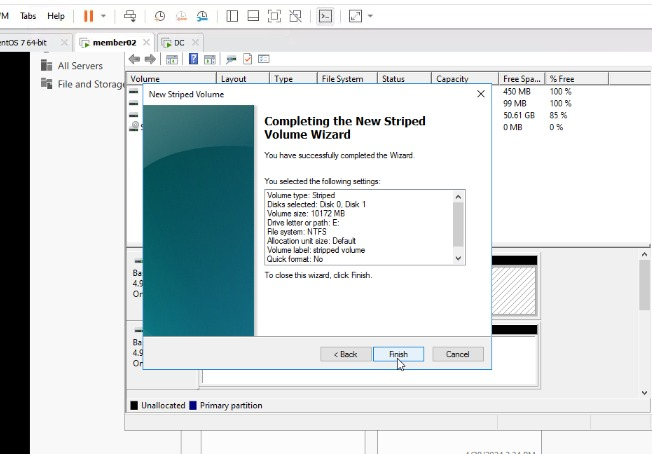 VM Tabs Help
entOS 7 64-bit member02 DC
All Servers
File and Storage
Volume Layout Type File System Status Capacity Free Spa... % Free
450 MB 100 %
99 MB 100 %
50.61 GB 85 %
0 MB 0 %
New Striped Volume
Completing the New Striped
Volume Wizard
You have successfully completed the Wizard.
You selected the following settings:
Volume type: Striped
Disks selected: Disk 0, Disk 1
Volume size: 10172 MB
Drive letter or path: E:
File system: NTFS
Allocation unit size: Default
Volume label: stripped volume
Quick format: No
To close this wizard, click Finish.
< Back Finish Cancel
Ba
4.9
On
Ba
4.9
On
Unallocated Primary partition